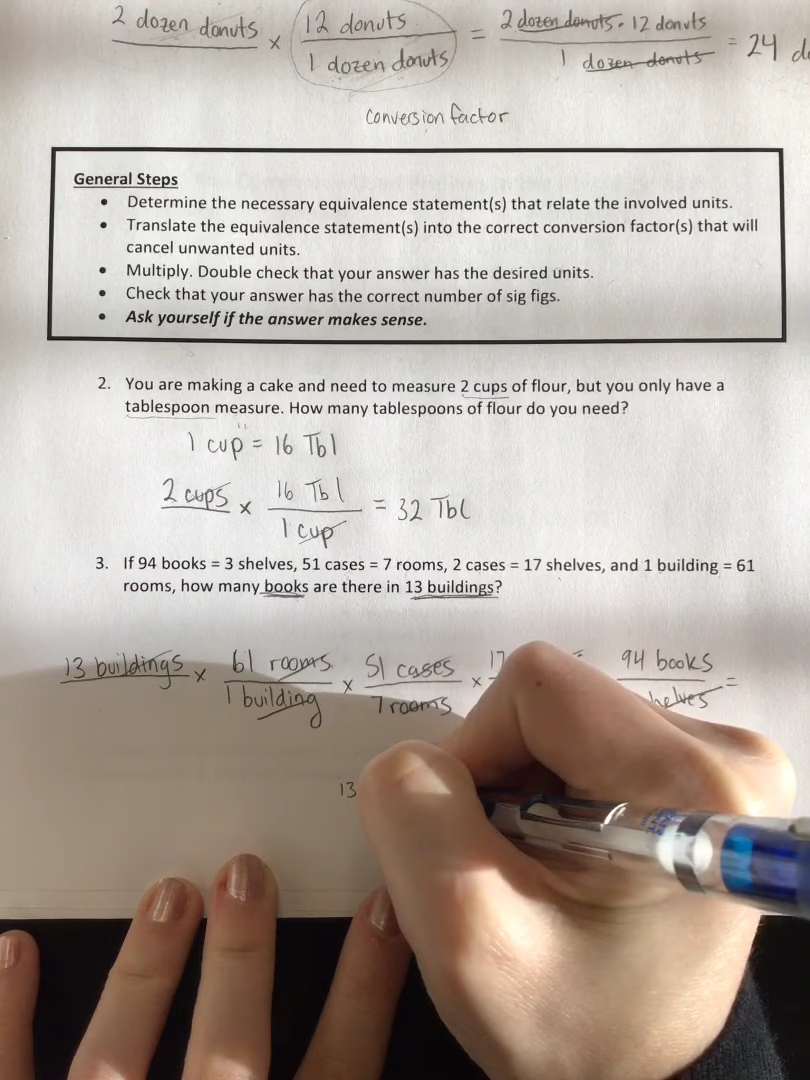 2 dozen donuts × 12 donuts / 1 dozen donuts = 2 dozen donuts · 12 donuts / 1 dozen donuts = 24
conversion factor
General Steps
• Determine the necessary equivalence statement(s) that relate the involved units.
• Translate the equivalence statement(s) into the correct conversion factor(s) that will
cancel unwanted units.
• Multiply. Double check that your answer has the desired units.
• Check that your answer has the correct number of sig figs.
• Ask yourself if the answer makes sense.
2. You are making a cake and need to measure 2 cups of flour, but you only have a
tablespoon measure. How many tablespoons of flour do you need?
1 cup = 16 Tbl
2 cups × 16 Tbl / 1 cup = 32 Tbl
3. If 94 books = 3 shelves, 51 cases = 7 rooms, 2 cases = 17 shelves, and 1 building = 61
rooms, how many books are there in 13 buildings?
13 buildings × 61 rooms / 1 building × 51 cases / 7 rooms × 17 94 books / helves =
13